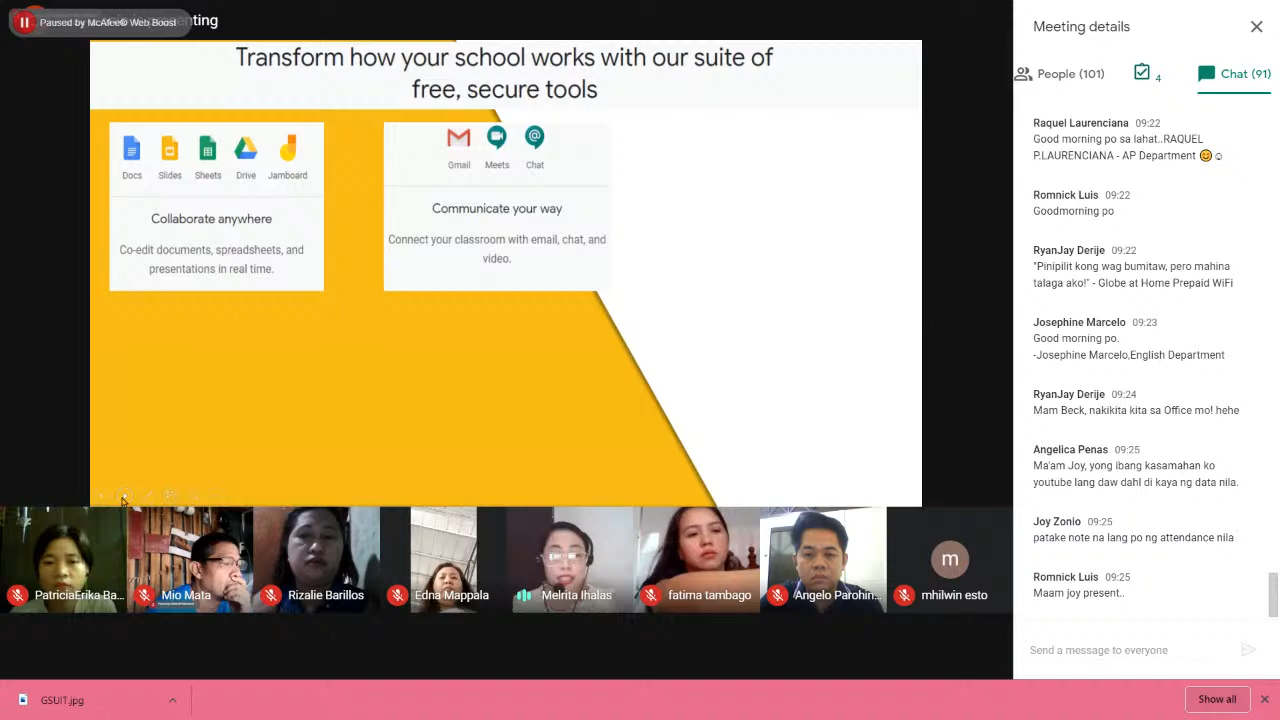 Paused by McAfee® Web Boost
enting
Transform how your school works with our suite of
free, secure tools
Docs
Slides
Sheets
Drive
Jamboard
Collaborate anywhere
Co-edit documents, spreadsheets, and
presentations in real time.
Gmail
Meets
Chat
Communicate your way
Connect your classroom with email, chat, and
video.
PatriciaErika Ba...
Mio Mata
Rizalie Barillos
Edna Mappala
Melrita Ihalas
fatima tambago
Angelo Parohin...
m
mhilwin esto
Meeting details
People (101)
4
Chat (91)
Raquel Laurenciana 09:22
Good morning po sa lahat..RAQUEL
P.LAURENCIANA - AP Department 😊☺
Romnick Luis 09:22
Goodmorning po
RyanJay Derije 09:22
"Pinipilit kong wag bumitaw, pero mahina
talaga ako!" - Globe at Home Prepaid WiFi
Josephine Marcelo 09:23
Good morning po.
-Josephine Marcelo,English Department
RyanJay Derije 09:24
Mam Beck, nakikita kita sa Office mo! hehe
Angelica Penas 09:25
Ma'am Joy, yong ibang kasamahan ko
youtube lang daw dahl di kaya ng data nila.
Joy Zonio 09:25
patake note na lang po ng attendance nila
Romnick Luis 09:25
Maam joy present..
Send a message to everyone
GSUIT.jpg
Show all